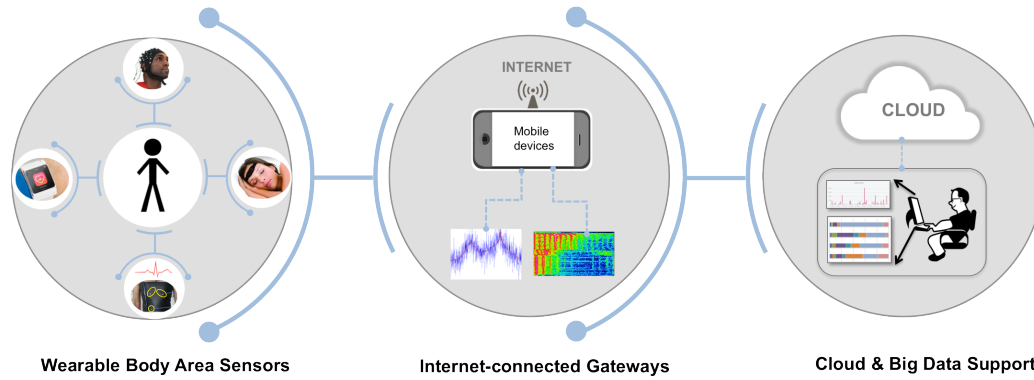 INTERNET
Mobile
devices
CLOUD
Wearable Body Area Sensors
Internet-connected Gateways
Cloud & Big Data Support